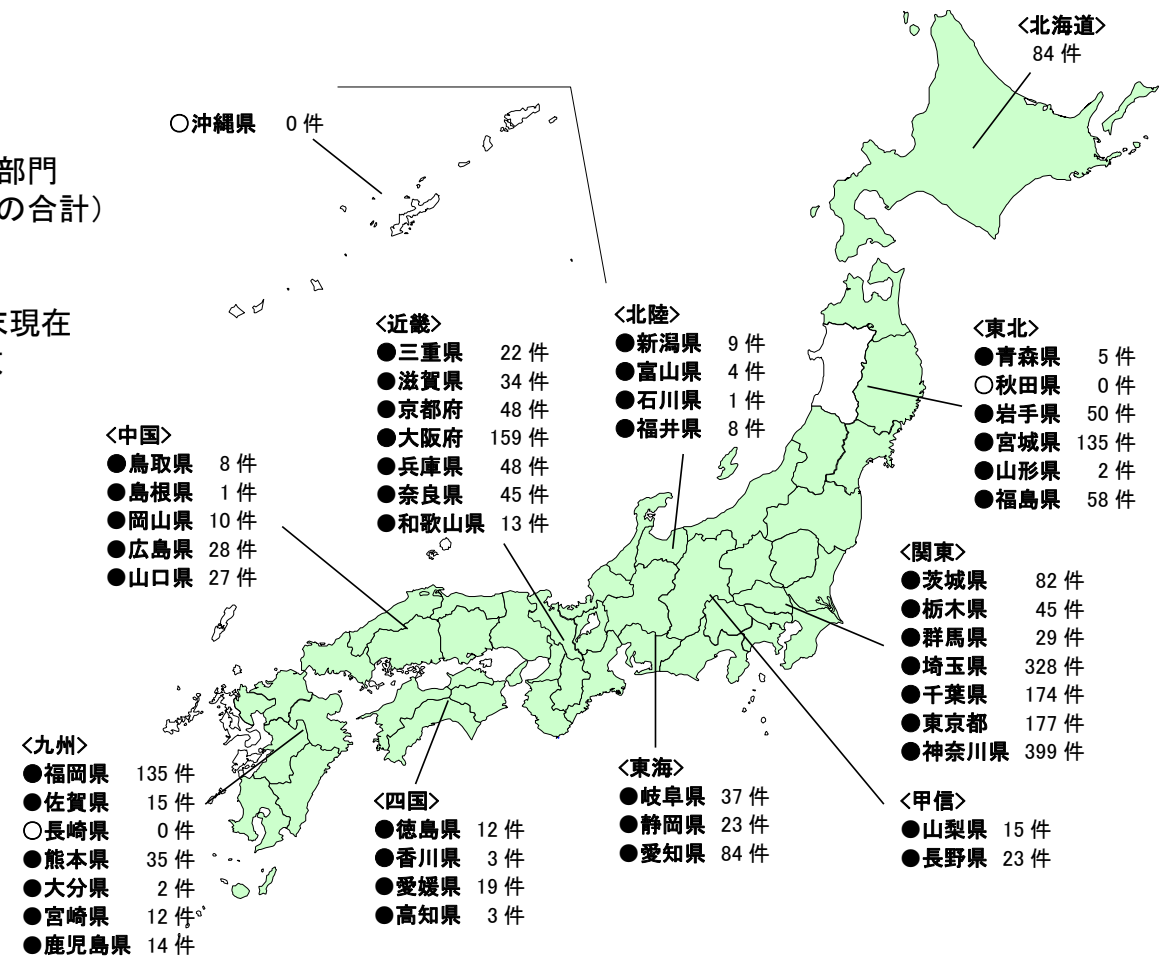 部門
の合計）
末現在
○沖縄県 0 件
<北海道>
84 件
<東北>
●青森県 5 件
○秋田県 0 件
●岩手県 50 件
●宮城県 135 件
●山形県 2 件
●福島県 58 件
<北陸>
●新潟県 9 件
●富山県 4 件
●石川県 1 件
●福井県 8 件
<近畿>
●三重県 22 件
●滋賀県 34 件
●京都府 48 件
●大阪府 159 件
●兵庫県 48 件
●奈良県 45 件
●和歌山県 13 件
<中国>
●鳥取県 8 件
●島根県 1 件
●岡山県 10 件
●広島県 28 件
●山口県 27 件
<関東>
●茨城県 82 件
●栃木県 45 件
●群馬県 29 件
●埼玉県 328 件
●千葉県 174 件
●東京都 177 件
●神奈川県 399 件
<九州>
●福岡県 135 件
●佐賀県 15 件
○長崎県 0 件
●熊本県 35 件
●大分県 2 件
●宮崎県 12 件
●鹿児島県 14 件
<四国>
●徳島県 12 件
●香川県 3 件
●愛媛県 19 件
●高知県 3 件
<東海>
●岐阜県 37 件
●静岡県 23 件
●愛知県 84 件
<甲信>
●山梨県 15 件
●長野県 23 件